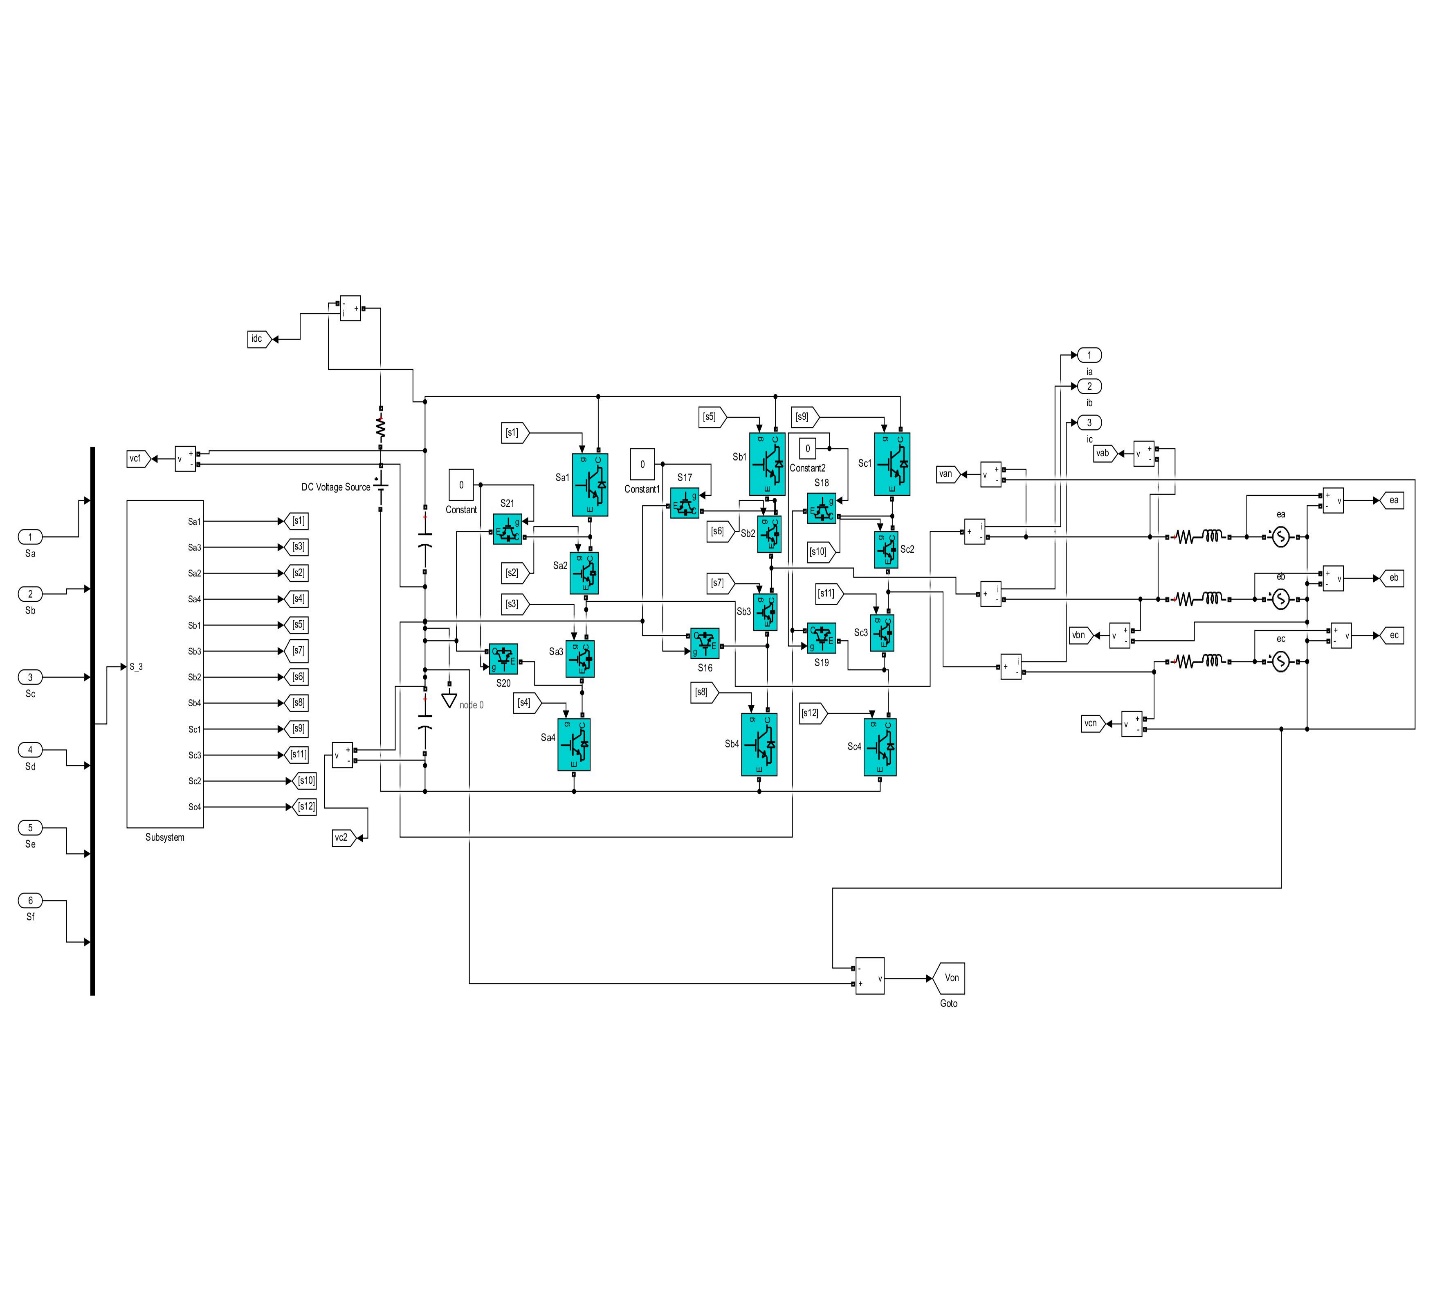 idc
- i +
vc1
v + -
DC Voltage Source
1
Sa
2
Sb
3
Sc
4
Sd
5
Se
6
Sf
S_3
Sa1 [s1]
Sa3 [s3]
Sa2 [s2]
Sa4 [s4]
Sb1 [s5]
Sb3 [s7]
Sb2 [s6]
Sb4 [s8]
Sc1 [s9]
Sc3 [s11]
Sc2 [s10]
Sc4 [s12]
Subsystem
v + -
vc2
[s1]
Sa1
g C E
0
Constant
S21
g E C
[s2]
Sa2
g C E
[s3]
Sa3
g C E
S20
C E g
node 0
[s4]
Sa4
g C E
[s5]
Sb1
g C E
0
Constant1
S17
g E C
[s6]
Sb2
g C E
[s7]
Sb3
g C E
S16
C E g
[s8]
Sb4
g C E
[s9]
Sc1
g C E
0
Constant2
S18
g E C
[s10]
Sc2
g C E
[s11]
Sc3
g C E
S19
C E g
[s12]
Sc4
g C E
1
ia
2
ib
3
ic
van
v + -
vab
v + -
+ i -
+ i -
+ i -
ea
+ - v
ea
eb
+ - v
eb
vbn
v + -
ec
+ - v
ec
vcn
v + -
- + v
Von
Goto